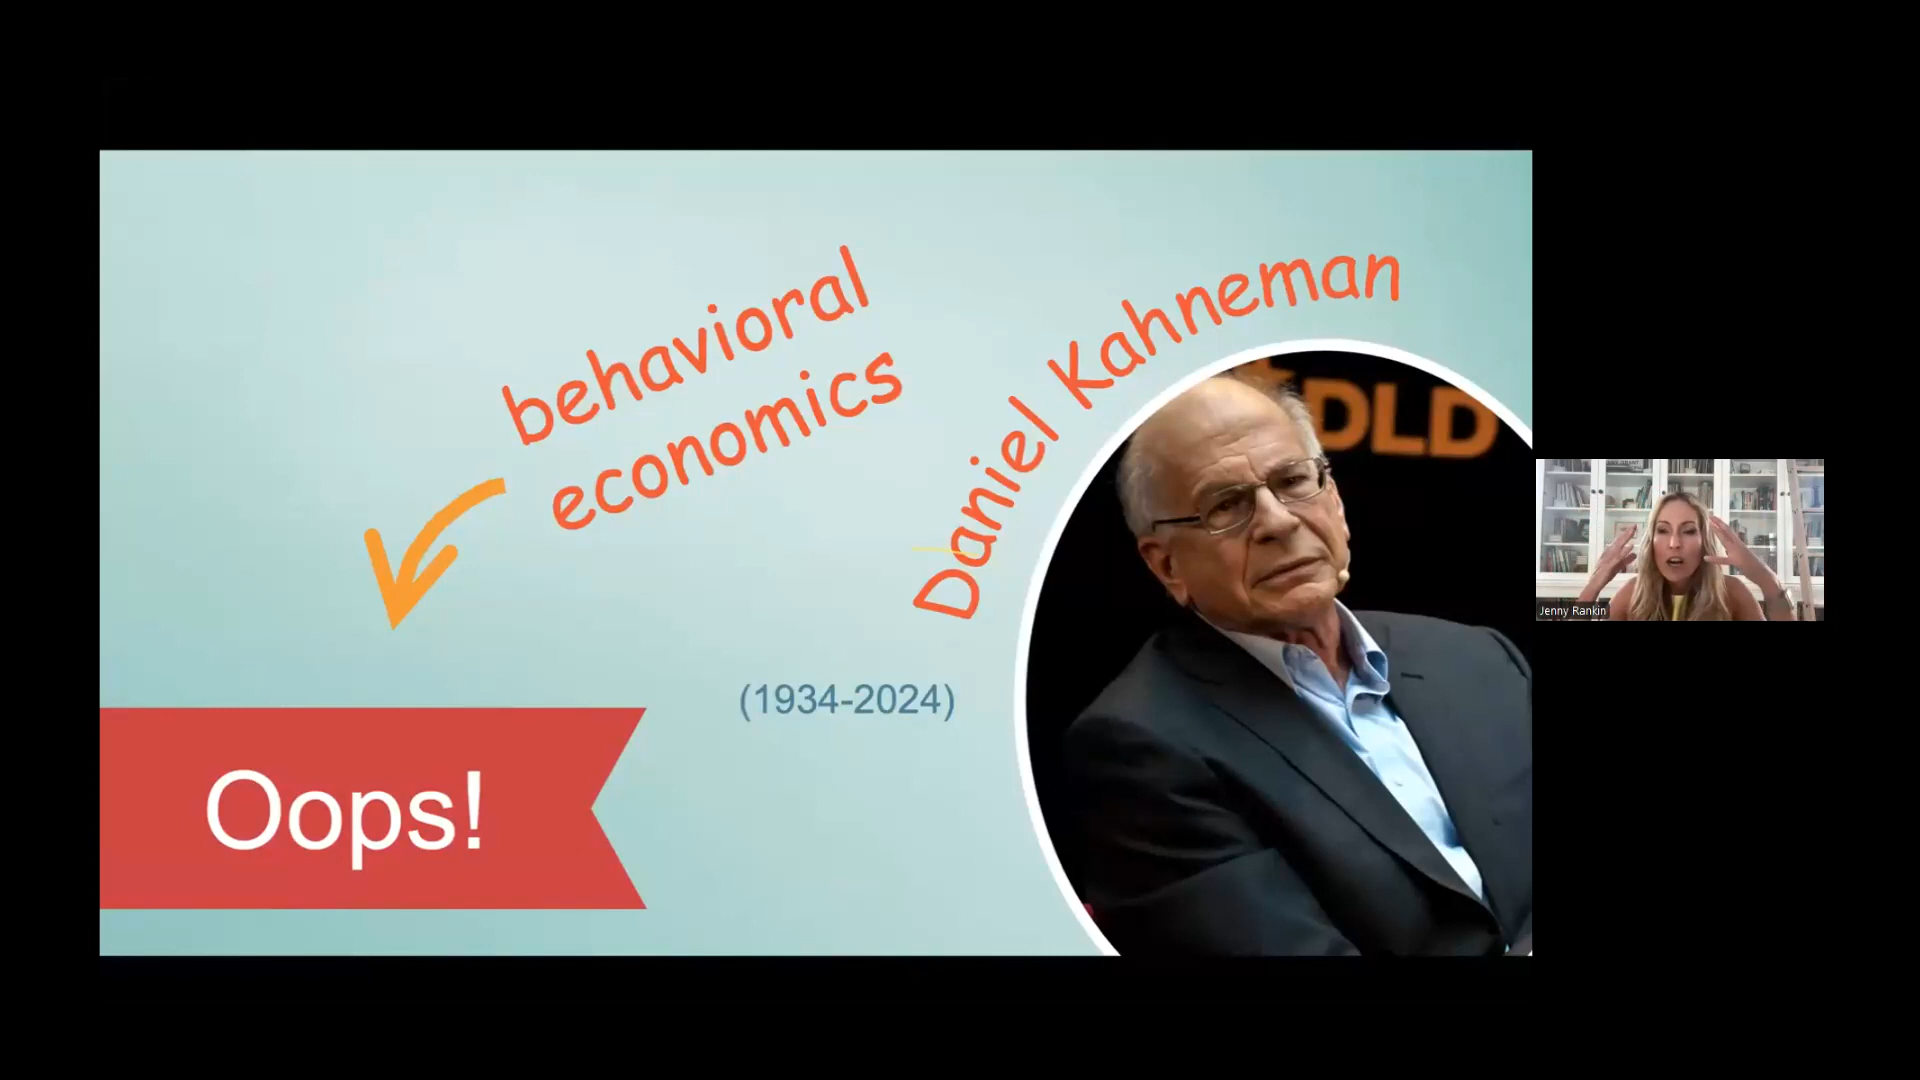 behavioral
economics
Daniel Kahneman
DLD
(1934-2024)
Oops!
Jenny Rankin